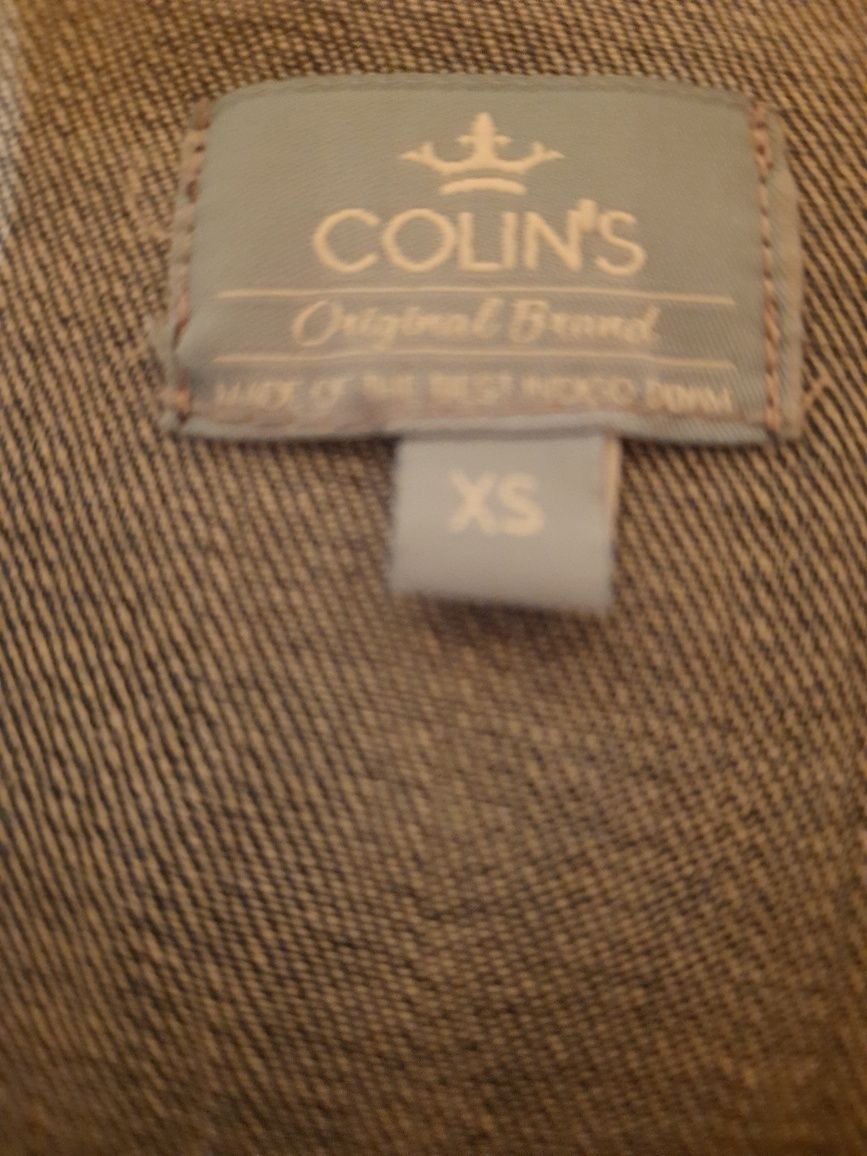 COLIN'S
Original Brand
MADE OF THE BEST INDIGO DENIM
XS